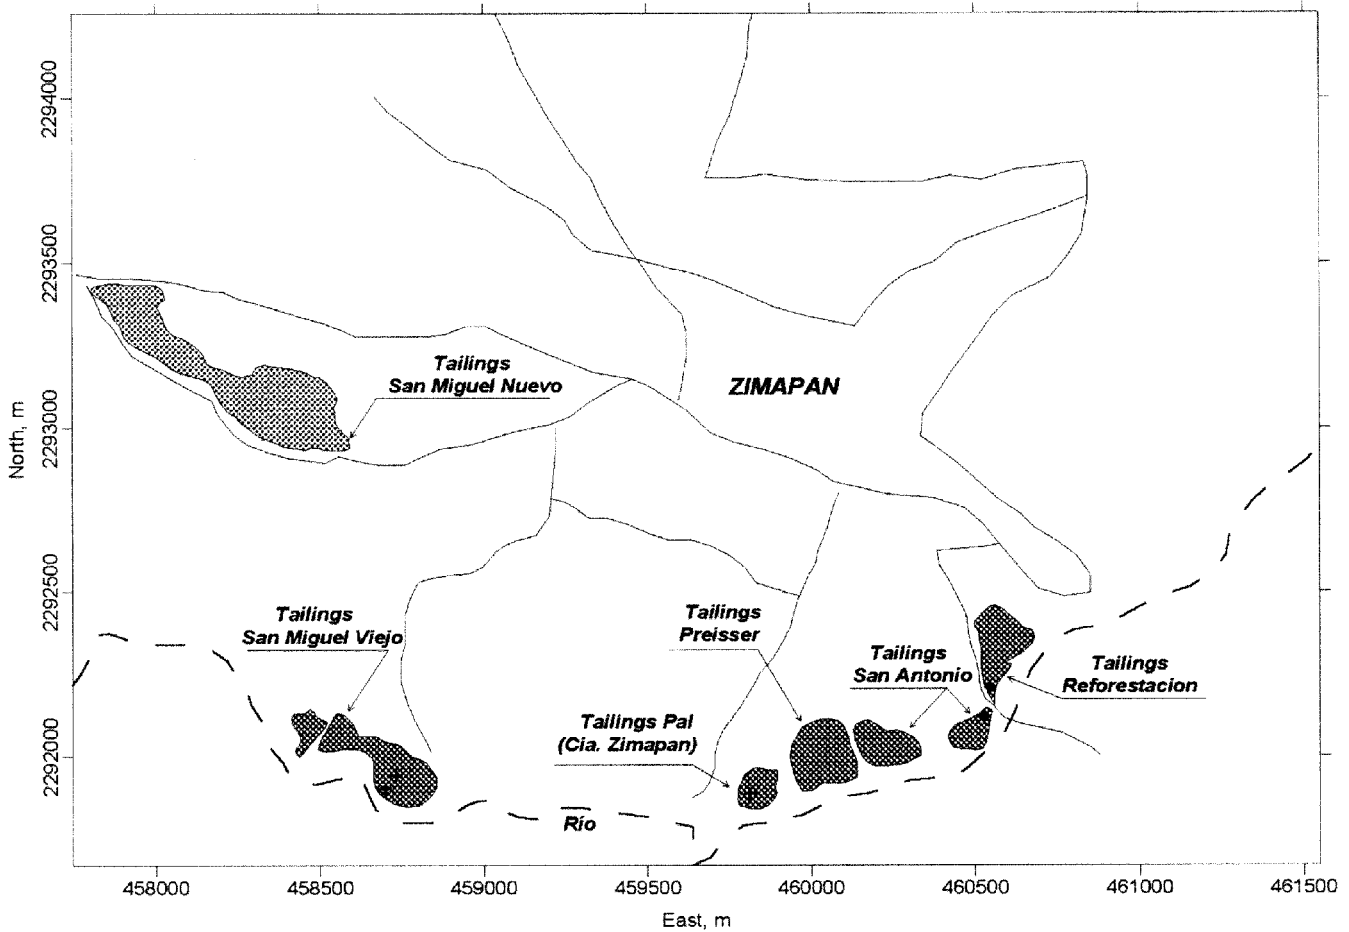 2294000
2293500
2293000
2292500
2292000
North, m
Tailings
San Miguel Nuevo
ZIMAPAN
Tailings
San Miguel Viejo
Tailings
Preisser
Tailings
San Antonio
Tailings
Reforestacion
Tailings Pal
(Cia. Zimapan)
Río
458000
458500
459000
459500
460000
460500
461000
461500
East, m